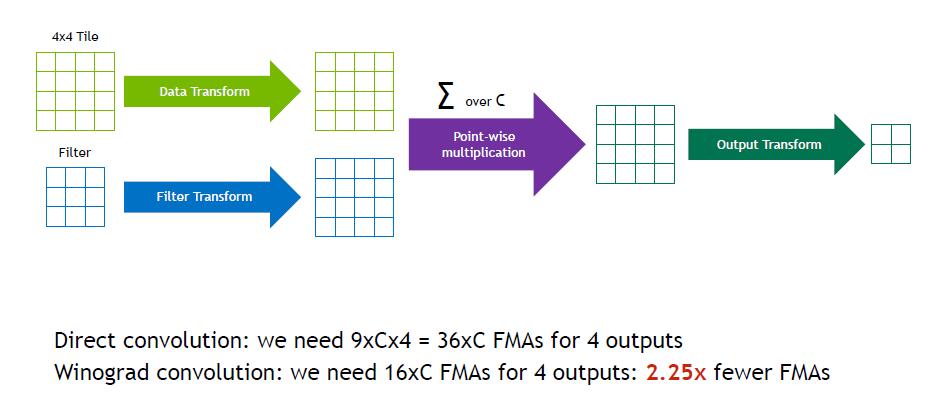 4x4 Tile
Data Transform
Filter
Filter Transform
∑ over C
Point-wise
multiplication
Output Transform
Direct convolution: we need 9xCx4 = 36xC FMAs for 4 outputs
Winograd convolution: we need 16xC FMAs for 4 outputs: 2.25x fewer FMAs